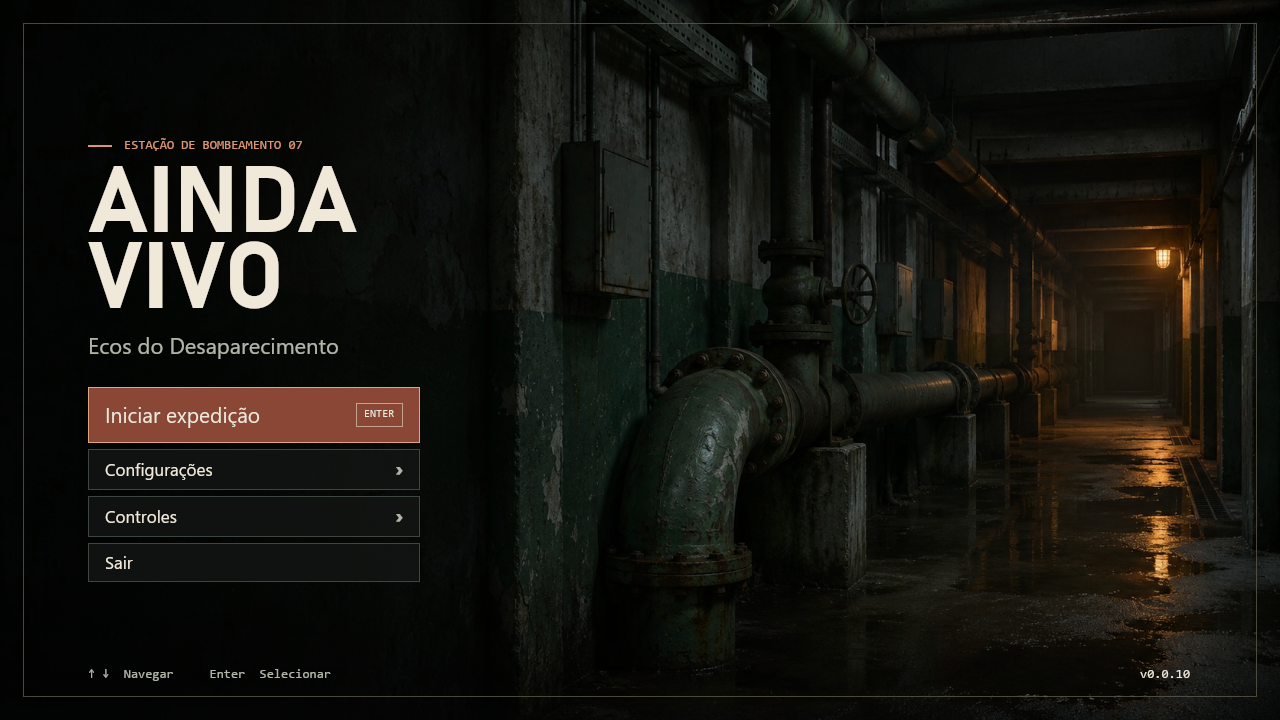 ESTAÇÃO DE BOMBEAMENTO 07
AINDA
VIVO
Ecos do Desaparecimento
Iniciar expedição ENTER
Configurações ›
Controles ›
Sair
↑ ↓ Navegar Enter Selecionar
v0.0.10